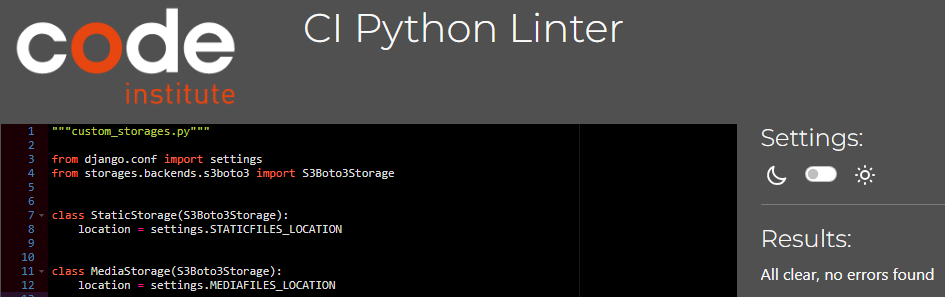 code
institute
CI Python Linter
1 """custom_storages.py"""
2
3 from django.conf import settings
4 from storages.backends.s3boto3 import S3Boto3Storage
5
6
7 class StaticStorage(S3Boto3Storage):
8     location = settings.STATICFILES_LOCATION
9
10
11 class MediaStorage(S3Boto3Storage):
12     location = settings.MEDIAFILES_LOCATION
Settings:
Results:
All clear, no errors found